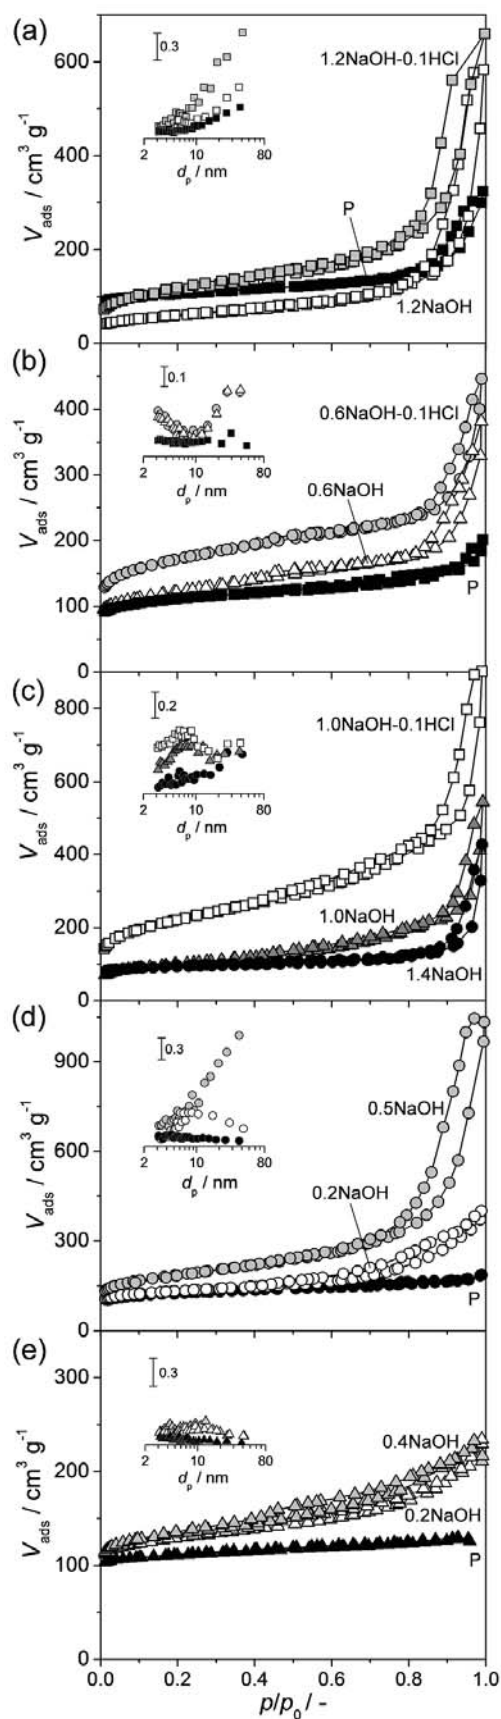 (a)
0.3
600
1.2NaOH-0.1HCl
2 10 80
d_p / nm
400
V_ads / cm³ g⁻¹
P
200
1.2NaOH
0
(b)
0.1
400
0.6NaOH-0.1HCl
2 10 80
d_p / nm
300
V_ads / cm³ g⁻¹
0.6NaOH
200
100
P
0
(c)
0.2
800
1.0NaOH-0.1HCl
2 10 80
d_p / nm
600
V_ads / cm³ g⁻¹
400
1.0NaOH
200
1.4NaOH
0
(d)
0.3
900
0.5NaOH
2 10 80
d_p / nm
600
V_ads / cm³ g⁻¹
0.2NaOH
300
P
0
(e)
0.3
300
2 10 80
d_p / nm
0.4NaOH
200
V_ads / cm³ g⁻¹
0.2NaOH
P
100
0
0.0 0.2 0.4 0.6 0.8 1.0
p/p₀ / -